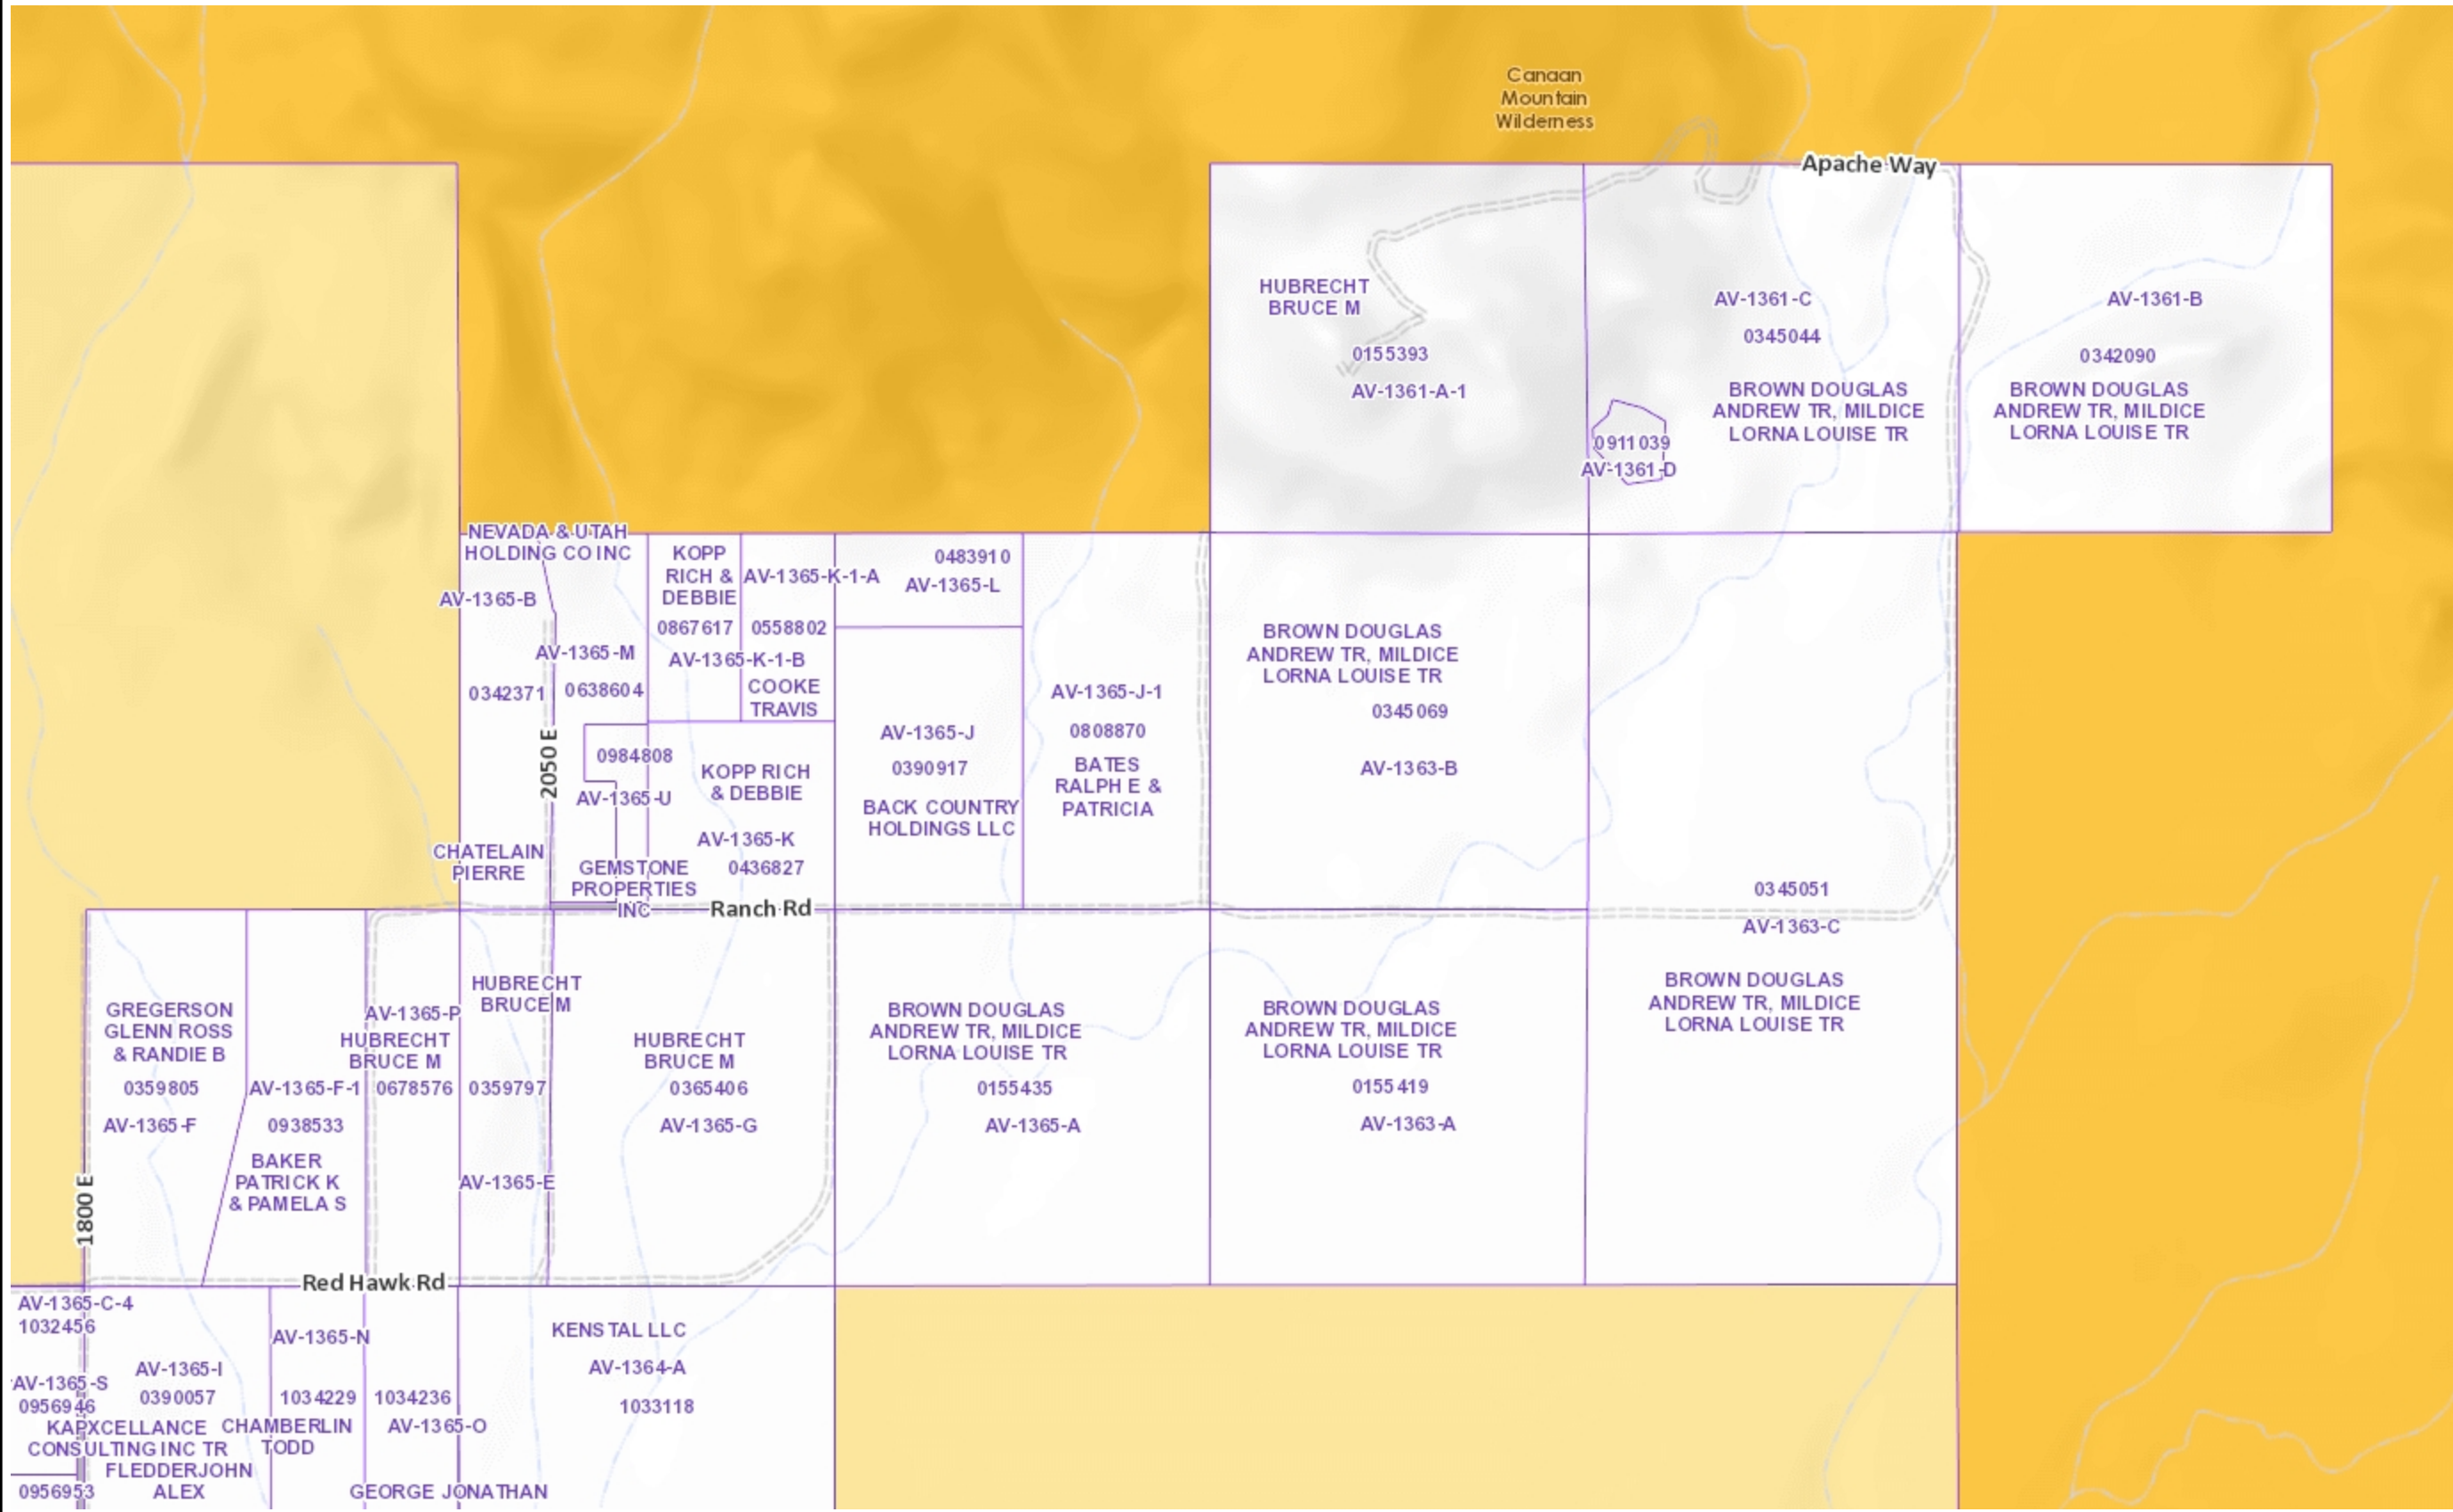 Canaan
Mountain
Wilderness
Apache Way
HUBRECHT
BRUCE M
0155393
AV-1361-A-1
AV-1361-C
0345044
BROWN DOUGLAS
ANDREW TR, MILDICE
LORNA LOUISE TR
0911039
AV-1361-D
AV-1361-B
0342090
BROWN DOUGLAS
ANDREW TR, MILDICE
LORNA LOUISE TR
NEVADA & UTAH
HOLDING CO INC
AV-1365-B
0342371
CHATELAIN
PIERRE
2050 E
AV-1365-M
0638604
0984808
AV-1365-U
GEMSTONE
PROPERTIES
INC
KOPP
RICH &
DEBBIE
0867617
AV-1365-K-1-B
AV-1365-K-1-A
0558802
COOKE
TRAVIS
KOPP RICH
& DEBBIE
AV-1365-K
0436827
Ranch Rd
0483910
AV-1365-L
AV-1365-J
0390917
BACK COUNTRY
HOLDINGS LLC
AV-1365-J-1
0808870
BATES
RALPH E &
PATRICIA
BROWN DOUGLAS
ANDREW TR, MILDICE
LORNA LOUISE TR
0345069
AV-1363-B
0345051
AV-1363-C
BROWN DOUGLAS
ANDREW TR, MILDICE
LORNA LOUISE TR
1800 E
GREGERSON
GLENN ROSS
& RANDIE B
0359805
AV-1365-F
AV-1365-F-1
0938533
BAKER
PATRICK K
& PAMELA S
AV-1365-P
HUBRECHT
BRUCE M
0678576
HUBRECHT
BRUCE M
0359797
AV-1365-E
HUBRECHT
BRUCE M
0365406
AV-1365-G
BROWN DOUGLAS
ANDREW TR, MILDICE
LORNA LOUISE TR
0155435
AV-1365-A
BROWN DOUGLAS
ANDREW TR, MILDICE
LORNA LOUISE TR
0155419
AV-1363-A
Red Hawk Rd
AV-1365-C-4
1032456
AV-1365-S
0956946
AV-1365-I
0390057
KAPXCELLANCE
CONSULTING INC TR
FLEDDERJOHN
ALEX
0956953
AV-1365-N
1034229
CHAMBERLIN
TODD
1034236
AV-1365-O
GEORGE JONATHAN
KENSTAL LLC
AV-1364-A
1033118